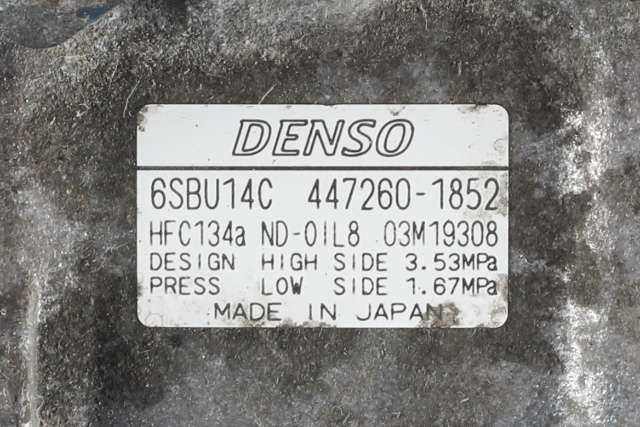 DENSO
6SBU14C 447260-1852
HFC134a ND-OIL8 03M19308
DESIGN HIGH SIDE 3.53MPa
PRESS LOW SIDE 1.67MPa
MADE IN JAPAN